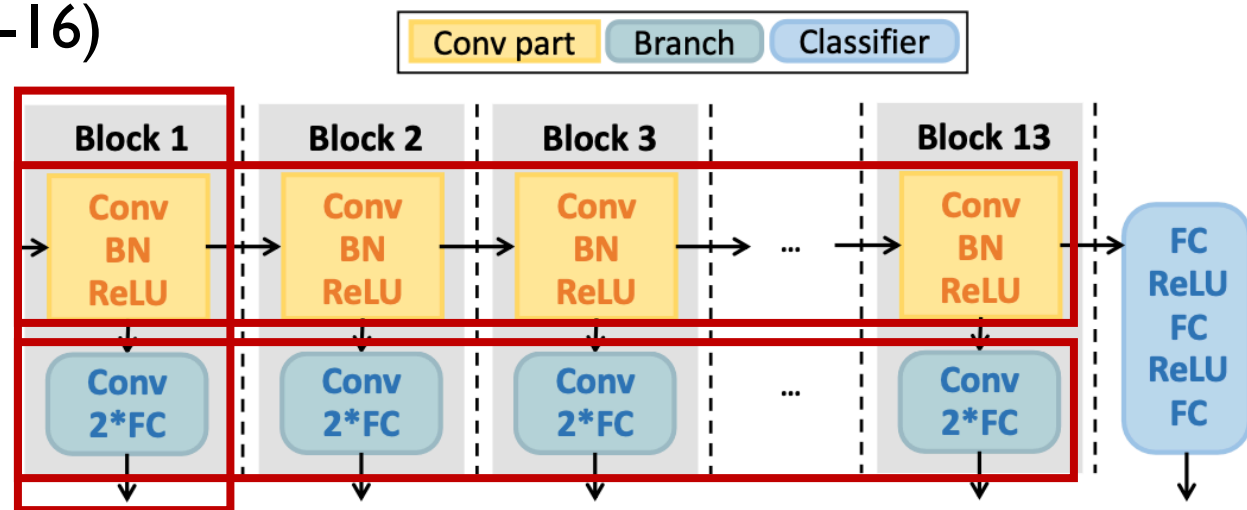 -16)
Conv part Branch Classifier
Block 1 Block 2 Block 3 Block 13
Conv Conv Conv Conv
BN BN BN ... BN
ReLU ReLU ReLU ReLU
FC
ReLU
FC
ReLU
FC
Conv Conv Conv ... Conv
2*FC 2*FC 2*FC 2*FC